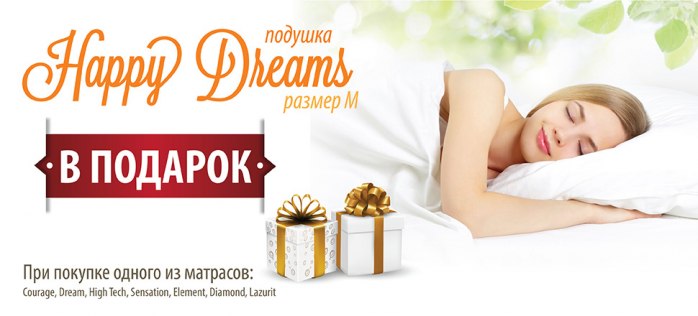 подушка
Happy Dreams
размер М
В ПОДАРОК
При покупке одного из матрасов:
Courage, Dream, High Tech, Sensation, Element, Diamond, Lazurit